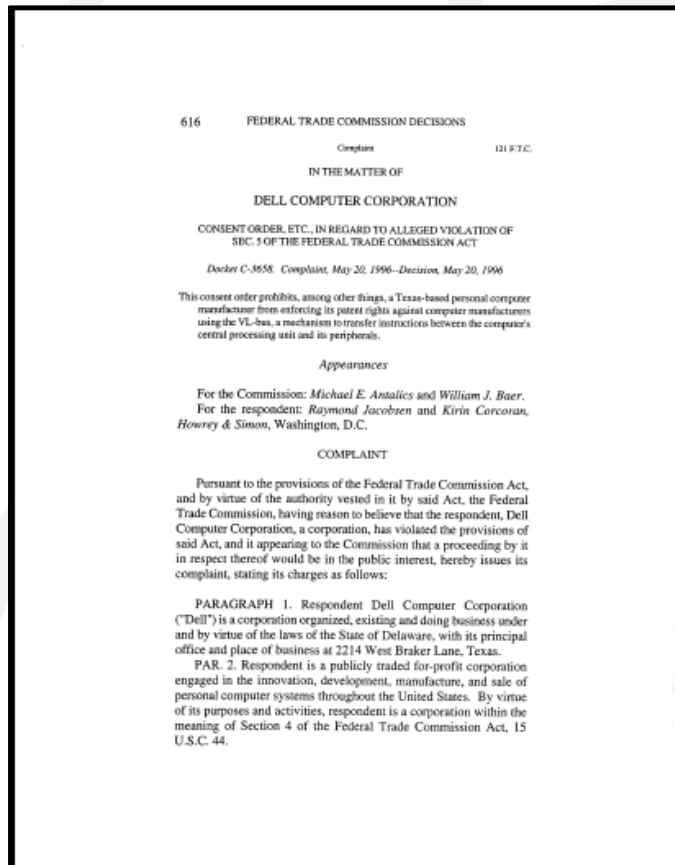 616 FEDERAL TRADE COMMISSION DECISIONS
Complaint 121 F.T.C.
IN THE MATTER OF
DELL COMPUTER CORPORATION
CONSENT ORDER, ETC., IN REGARD TO ALLEGED VIOLATION OF
SEC. 5 OF THE FEDERAL TRADE COMMISSION ACT
Docket C-3658. Complaint, May 20, 1996--Decision, May 20, 1996
This consent order prohibits, among other things, a Texas-based personal computer
manufacturer from enforcing its patent rights against computer manufacturers
using the VL-bus, a mechanism to transfer instructions between the computer's
central processing unit and its peripherals.
Appearances
For the Commission: Michael E. Antalics and William J. Baer.
For the respondent: Raymond Jacobsen and Kirin Corcoran,
Howrey & Simon, Washington, D.C.
COMPLAINT
Pursuant to the provisions of the Federal Trade Commission Act,
and by virtue of the authority vested in it by said Act, the Federal
Trade Commission, having reason to believe that the respondent, Dell
Computer Corporation, a corporation, has violated the provisions of
said Act, and it appearing to the Commission that a proceeding by it
in respect thereof would be in the public interest, hereby issues its
complaint, stating its charges as follows:
PARAGRAPH 1. Respondent Dell Computer Corporation
("Dell") is a corporation organized, existing and doing business under
and by virtue of the laws of the State of Delaware, with its principal
office and place of business at 2214 West Braker Lane, Texas.
PAR. 2. Respondent is a publicly traded for-profit corporation
engaged in the innovation, development, manufacture, and sale of
personal computer systems throughout the United States. By virtue
of its purposes and activities, respondent is a corporation within the
meaning of Section 4 of the Federal Trade Commission Act, 15
U.S.C. 44.